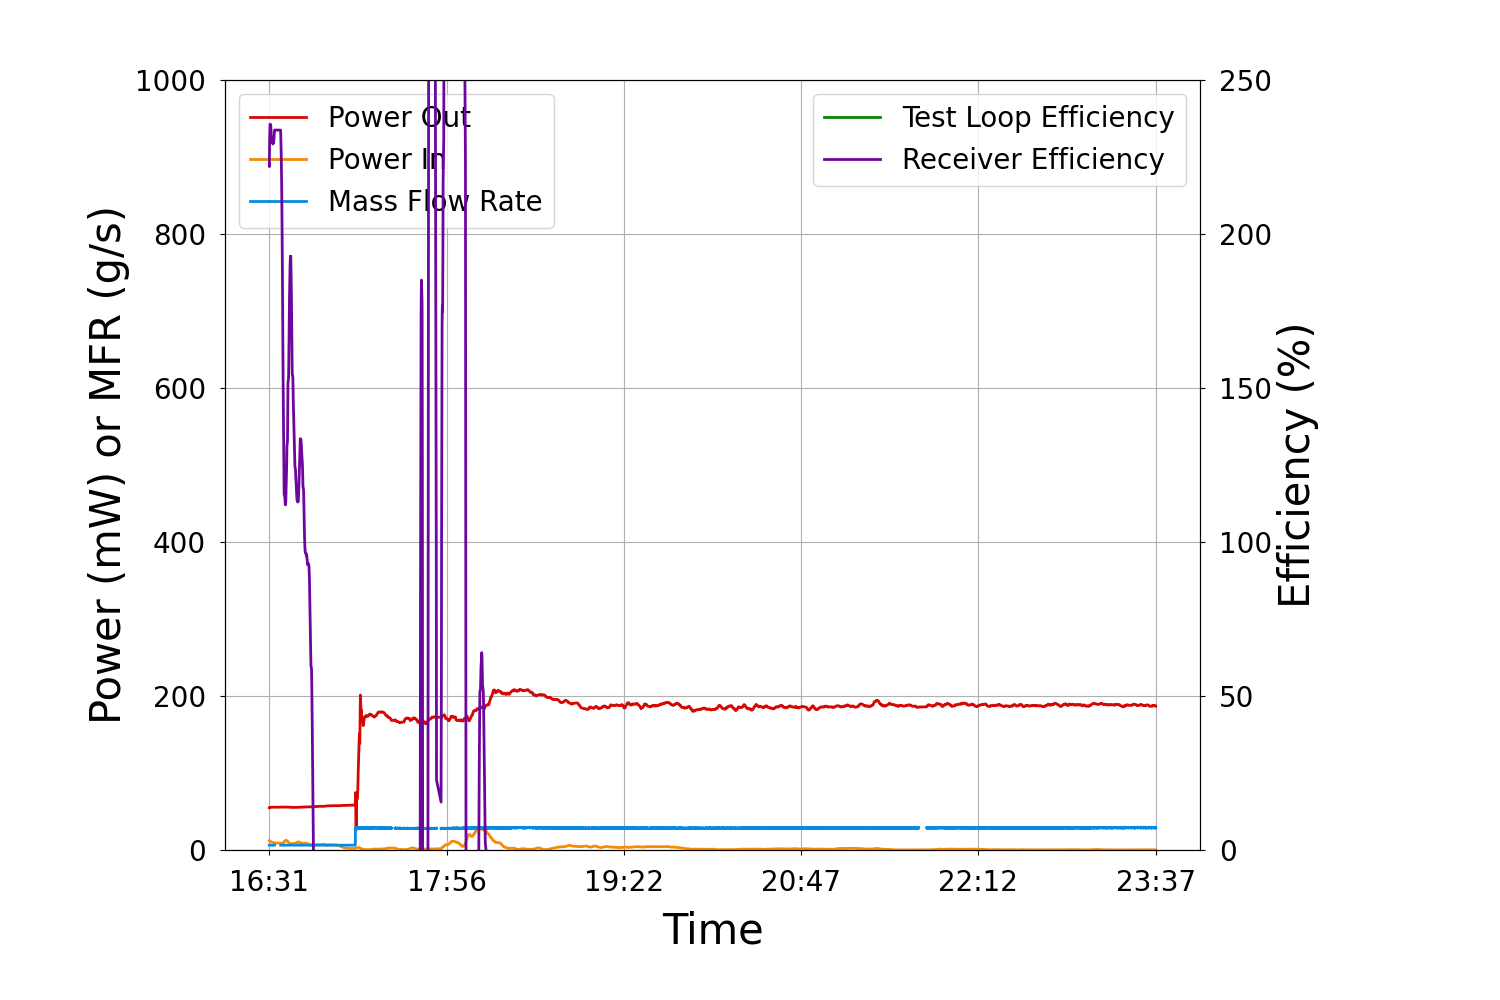 1000
800
600
400
200
0
Power (mW) or MFR (g/s)
Power Out
Power In
Mass Flow Rate
Test Loop Efficiency
Receiver Efficiency
250
200
150
100
50
0
Efficiency (%)
16:31 17:56 19:22 20:47 22:12 23:37
Time